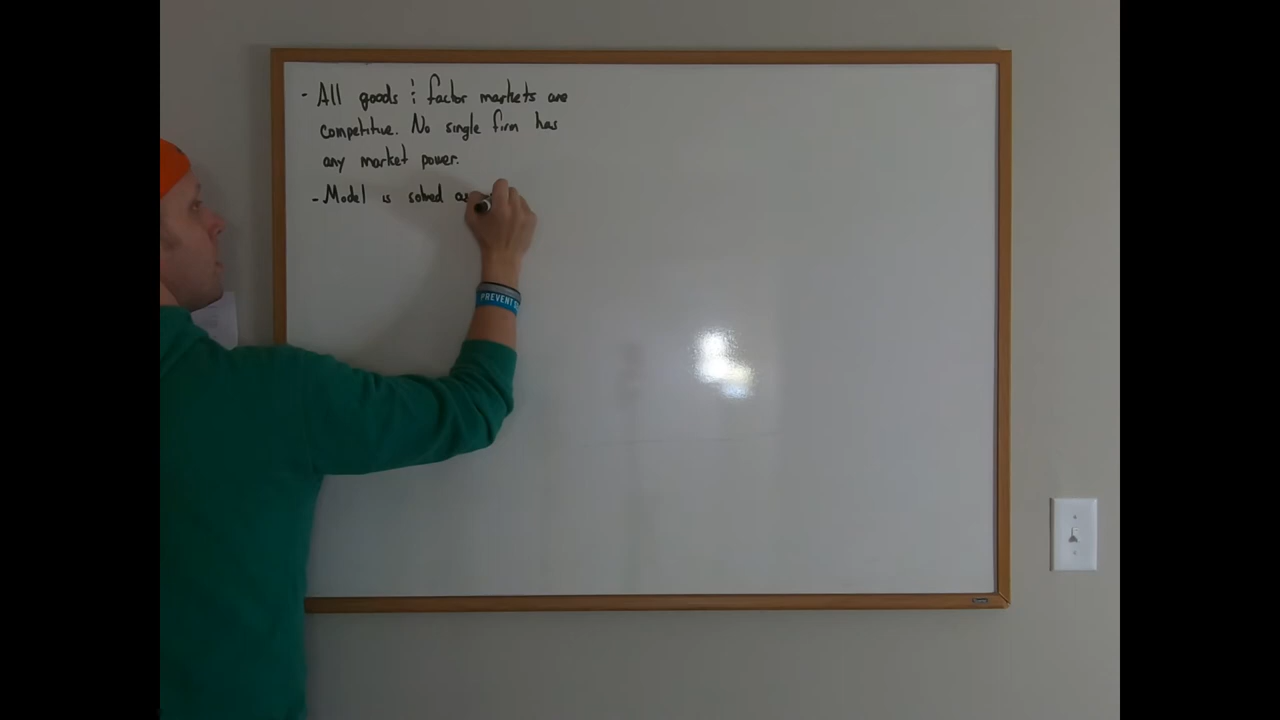 - All goods & factor markets are
competitive. No single firm has
any market power.
- Model is solved as
PREVENT